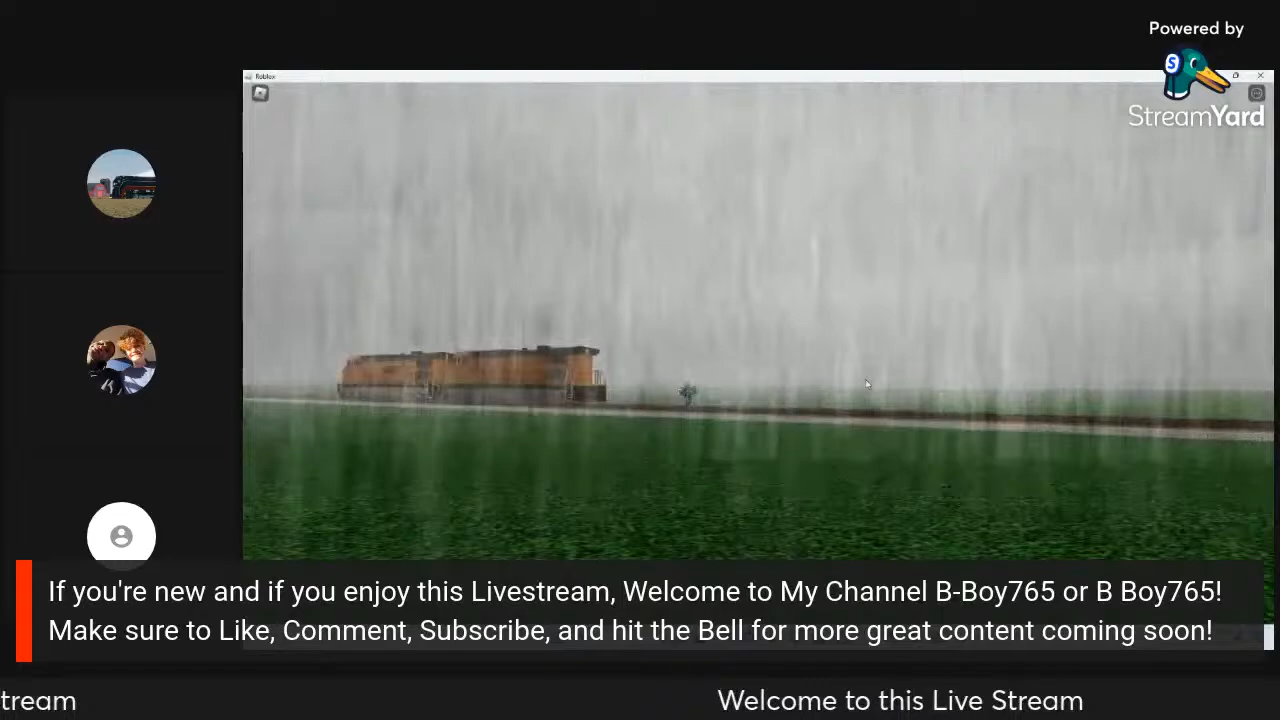 Powered by
StreamYard
Roblox
If you're new and if you enjoy this Livestream, Welcome to My Channel B-Boy765 or B Boy765!
Make sure to Like, Comment, Subscribe, and hit the Bell for more great content coming soon!
tream
Welcome to this Live Stream